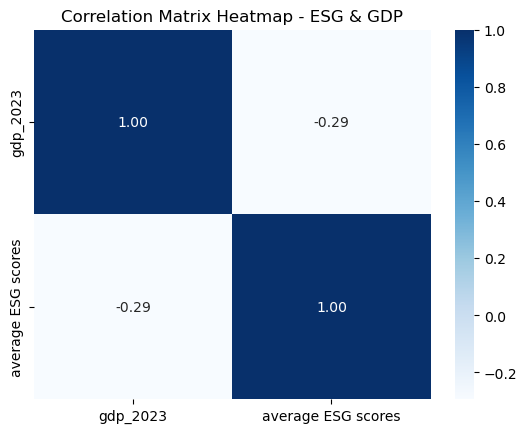 Correlation Matrix Heatmap - ESG & GDP
gdp_2023
1.00
-0.29
average ESG scores
-0.29
1.00
gdp_2023
average ESG scores
1.0
0.8
0.6
0.4
0.2
0.0
−0.2